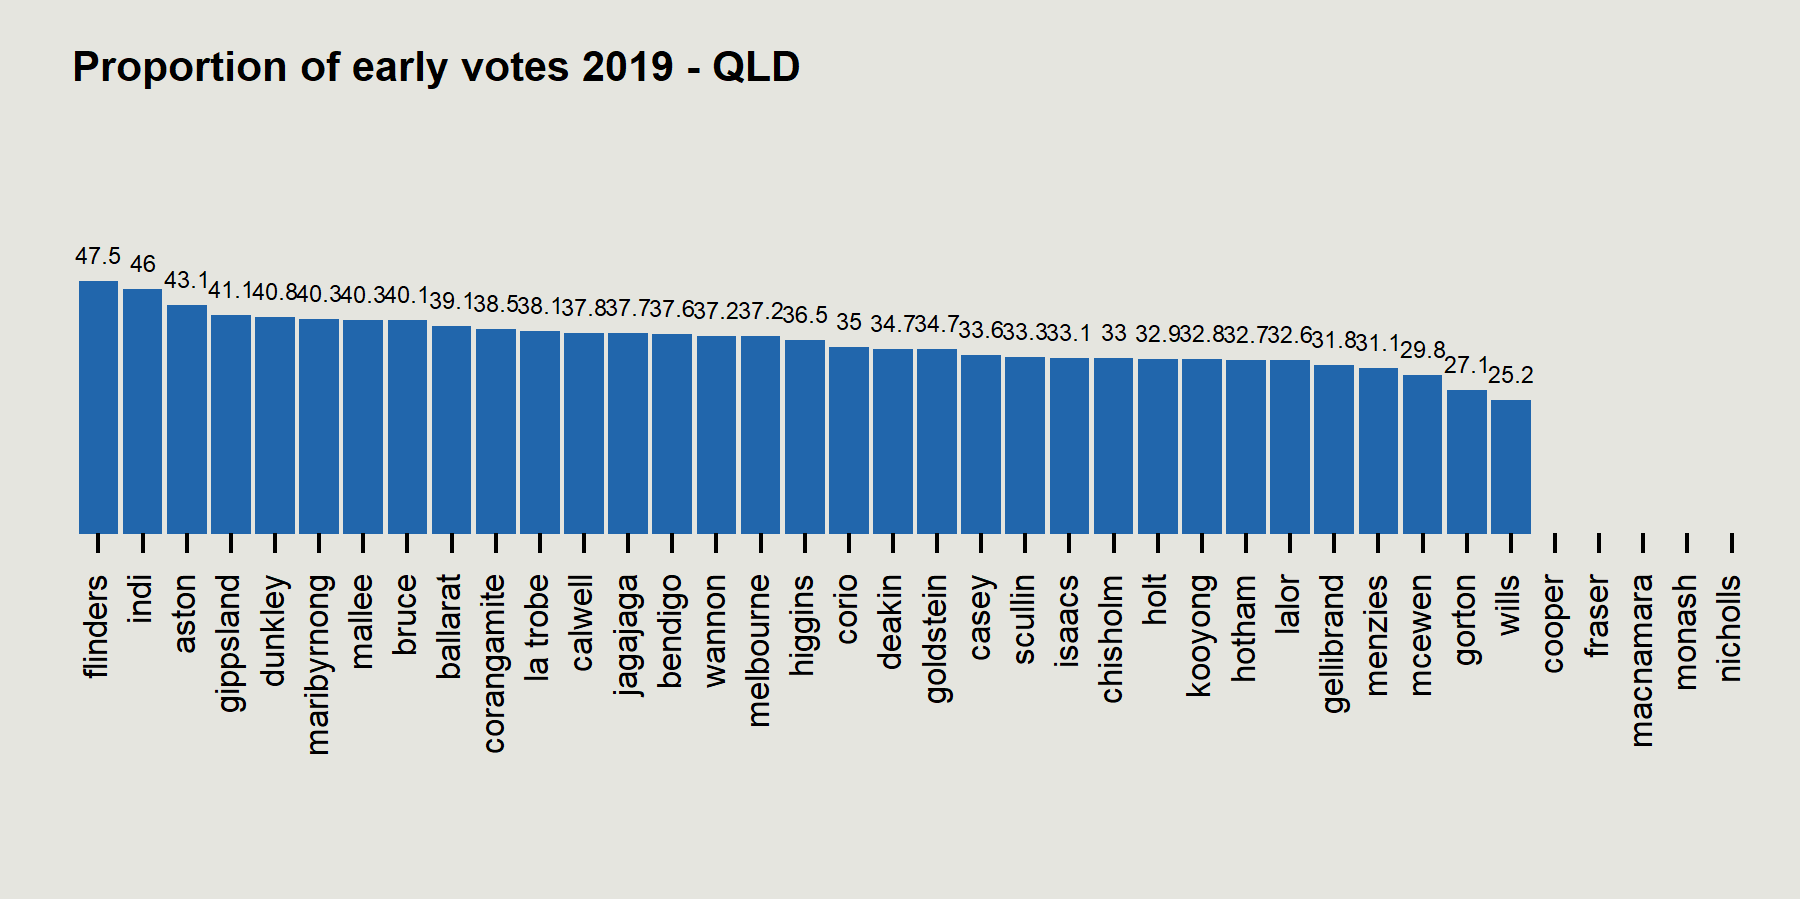 Proportion of early votes 2019 - QLD
47.5 46 43.1 41.1 40.8 40.3 40.3 40.1 39.1 38.5 38.1 37.8 37.7 37.6 37.2 37.2 36.5 35 34.7 34.7 33.6 33.3 33.1 33 32.9 32.8 32.7 32.6 31.8 31.1 29.8 27.1 25.2
flinders
indi
aston
gippsland
dunkley
maribyrnong
mallee
bruce
ballarat
corangamite
la trobe
calwell
jagajaga
bendigo
wannon
melbourne
higgins
corio
deakin
goldstein
casey
scullin
isaacs
chisholm
holt
kooyong
hotham
lalor
gellibrand
menzies
mcewen
gorton
wills
cooper
fraser
macnamara
monash
nicholls